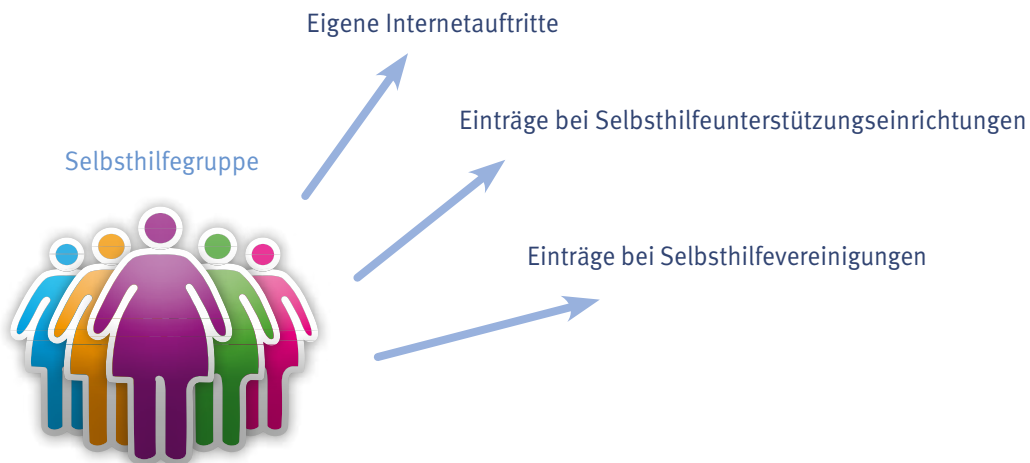 Eigene Internetauftritte
Einträge bei Selbsthilfeunterstützungseinrichtungen
Selbsthilfegruppe
Einträge bei Selbsthilfevereinigungen